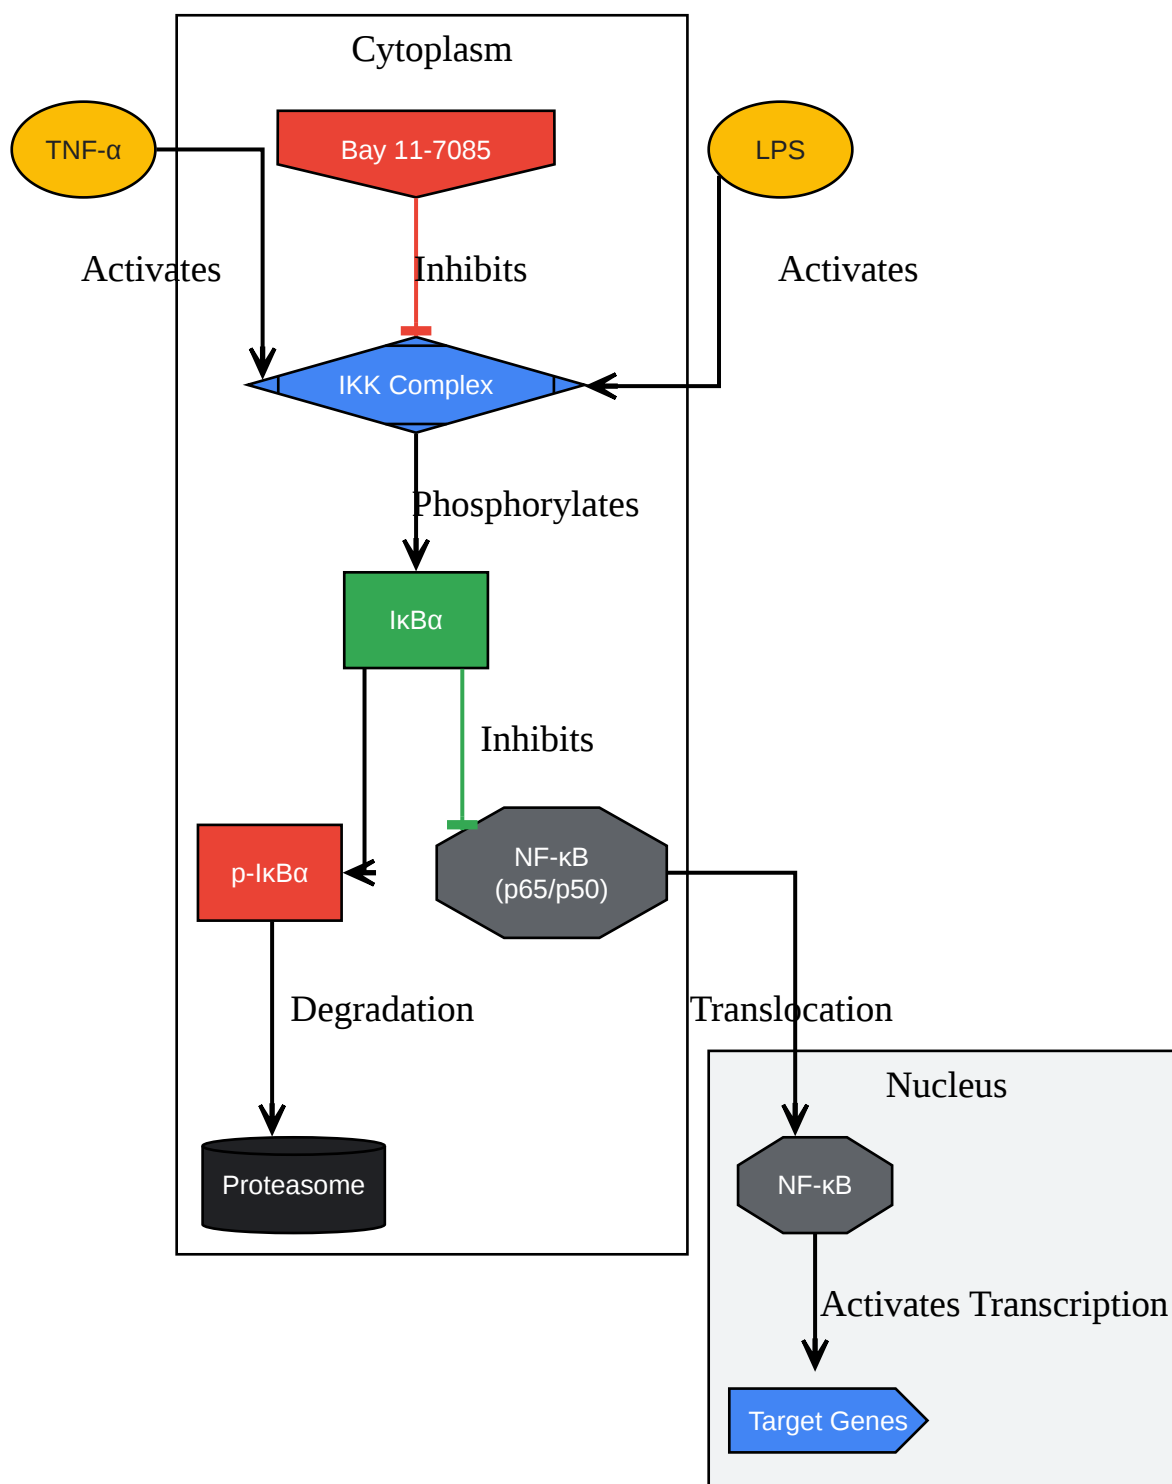 Cytoplasm
TNF-α
Bay 11-7085
LPS
Activates
Inhibits
Activates
IKK Complex
Phosphorylates
IκBα
Inhibits
p-IκBα
NF-κB
(p65/p50)
Degradation
Translocation
Nucleus
Proteasome
NF-κB
Activates Transcription
Target Genes